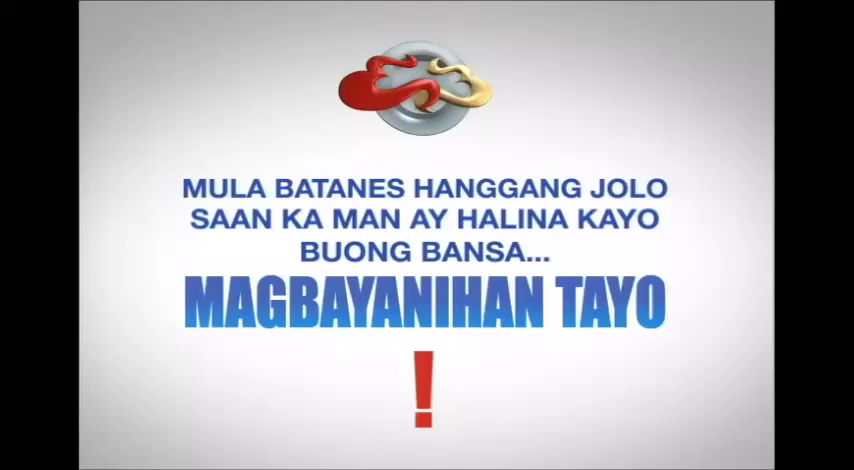 MULA BATANES HANGGANG JOLO
SAAN KA MAN AY HALINA KAYO
BUONG BANSA...
MAGBAYANIHAN TAYO
!